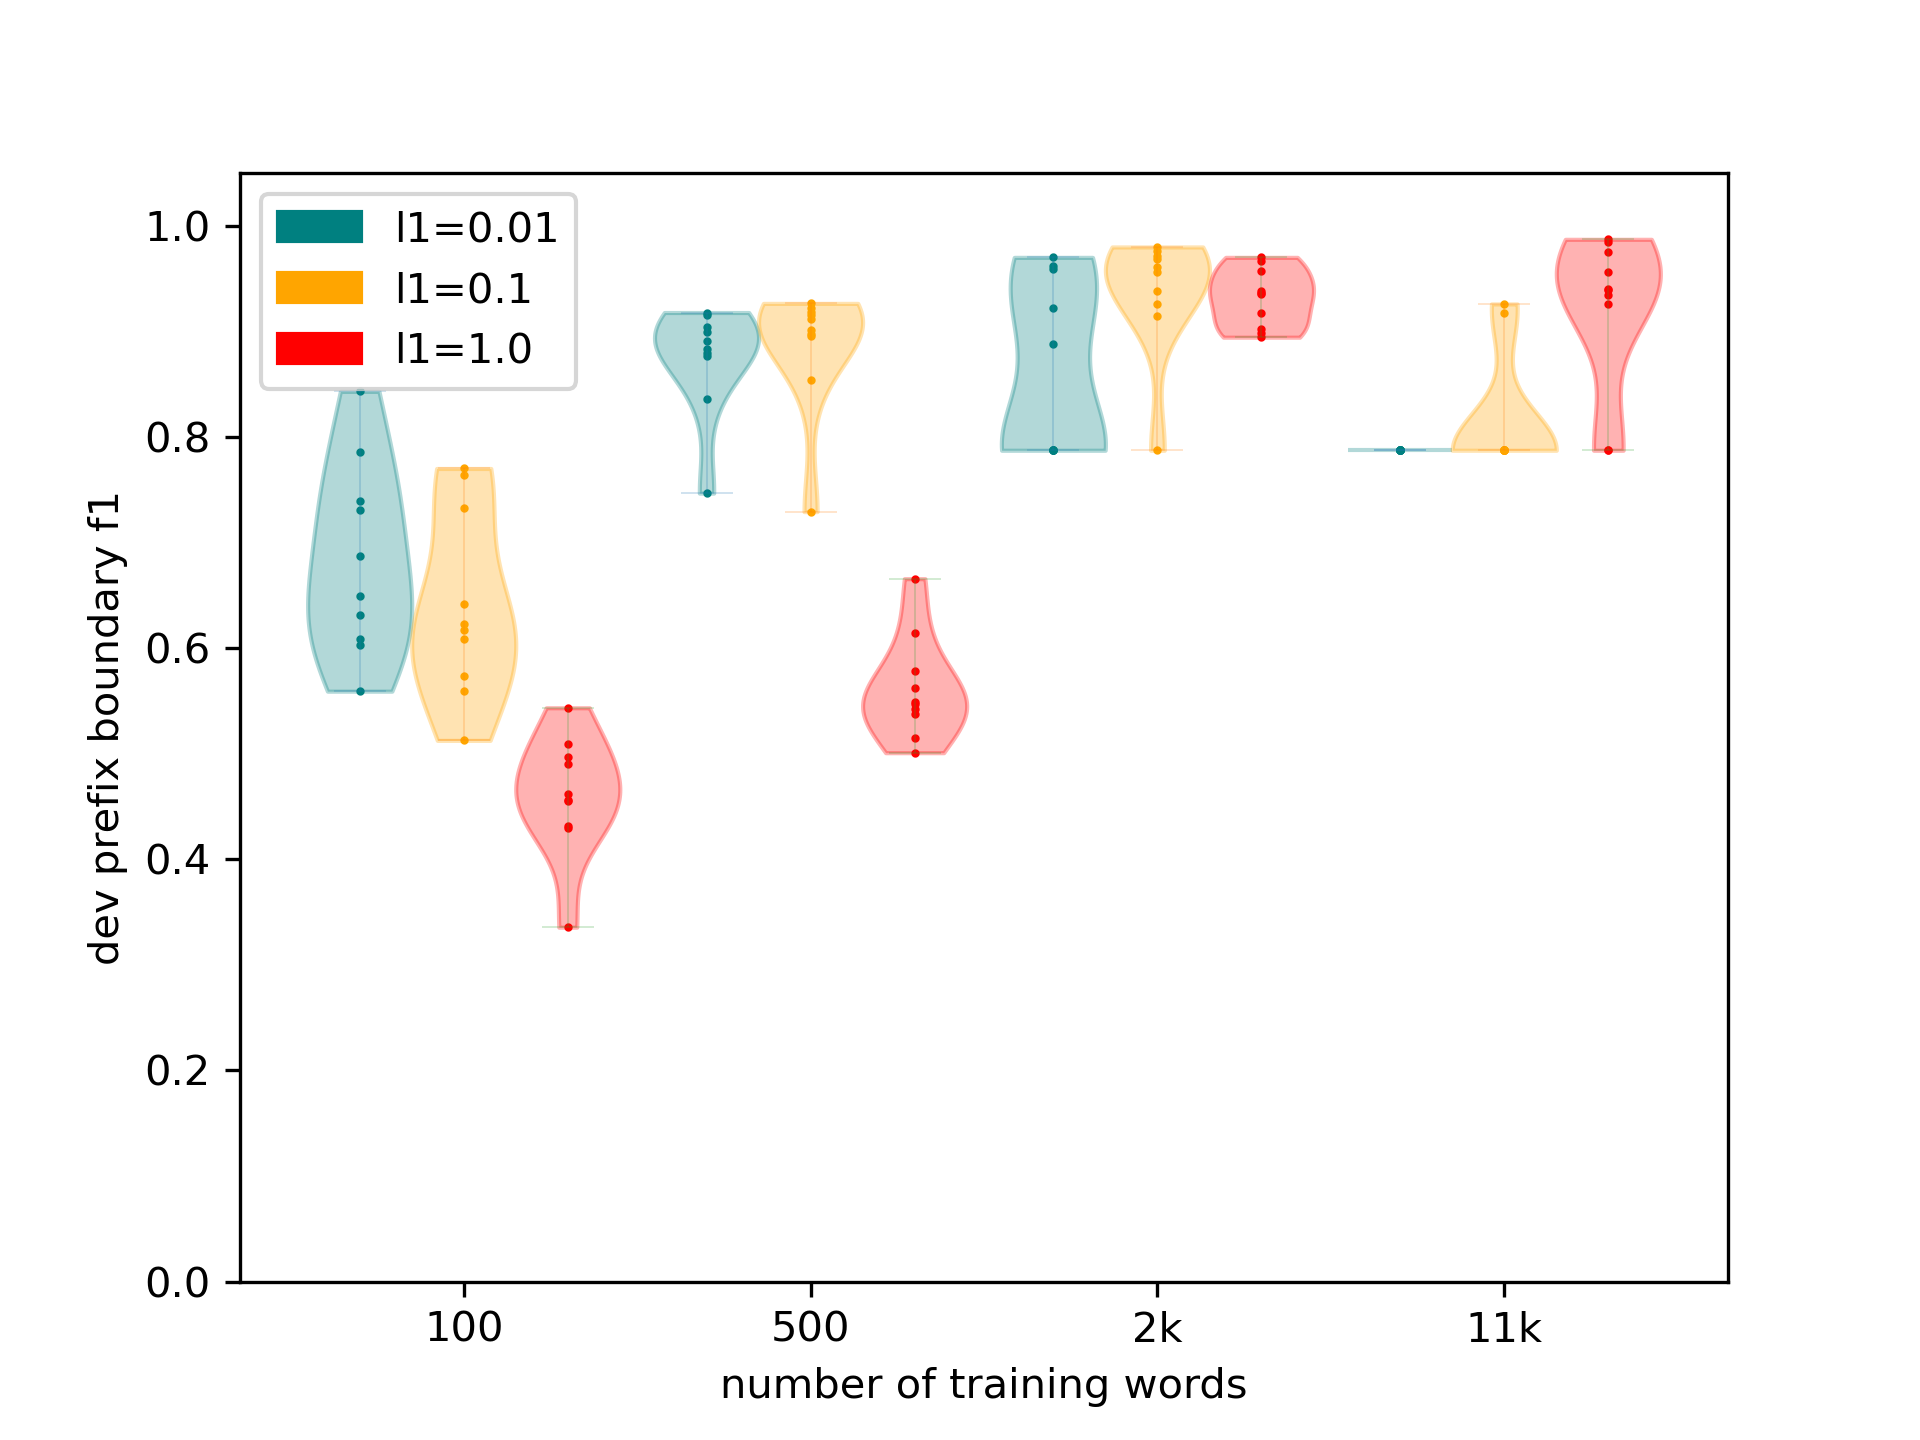 l1=0.01
l1=0.1
l1=1.0
dev prefix boundary f1
1.0
0.8
0.6
0.4
0.2
0.0
100 500 2k 11k
number of training words